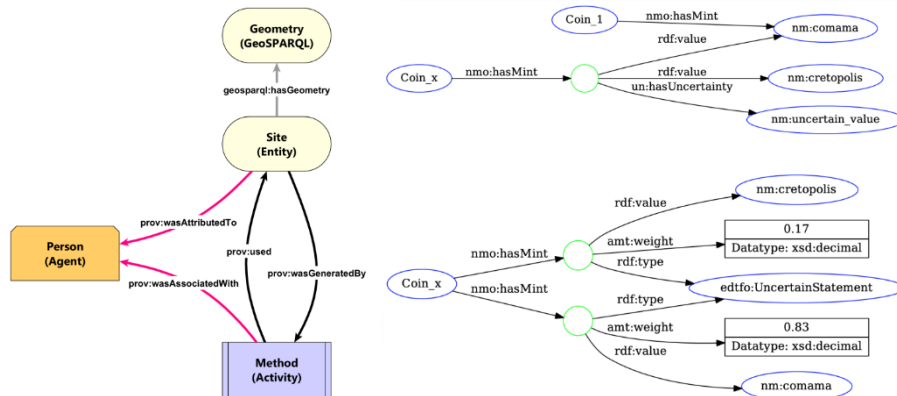 Geometry
(GeoSPARQL)
geosparql:hasGeometry
Site
(Entity)
prov:wasAttributedTo
prov:used
prov:wasGeneratedBy
Person
(Agent)
prov:wasAssociatedWith
Method
(Activity)
Coin_1
nmo:hasMint
nm:comama
rdf:value
Coin_x
nmo:hasMint
rdf:value
nm:cretopolis
un:hasUncertainty
nm:uncertain_value
nm:cretopolis
rdf:value
0.17
amt:weight
Datatype: xsd:decimal
nmo:hasMint
rdf:type
Coin_x
edtfo:UncertainStatement
nmo:hasMint
rdf:type
0.83
amt:weight
Datatype: xsd:decimal
rdf:value
nm:comama